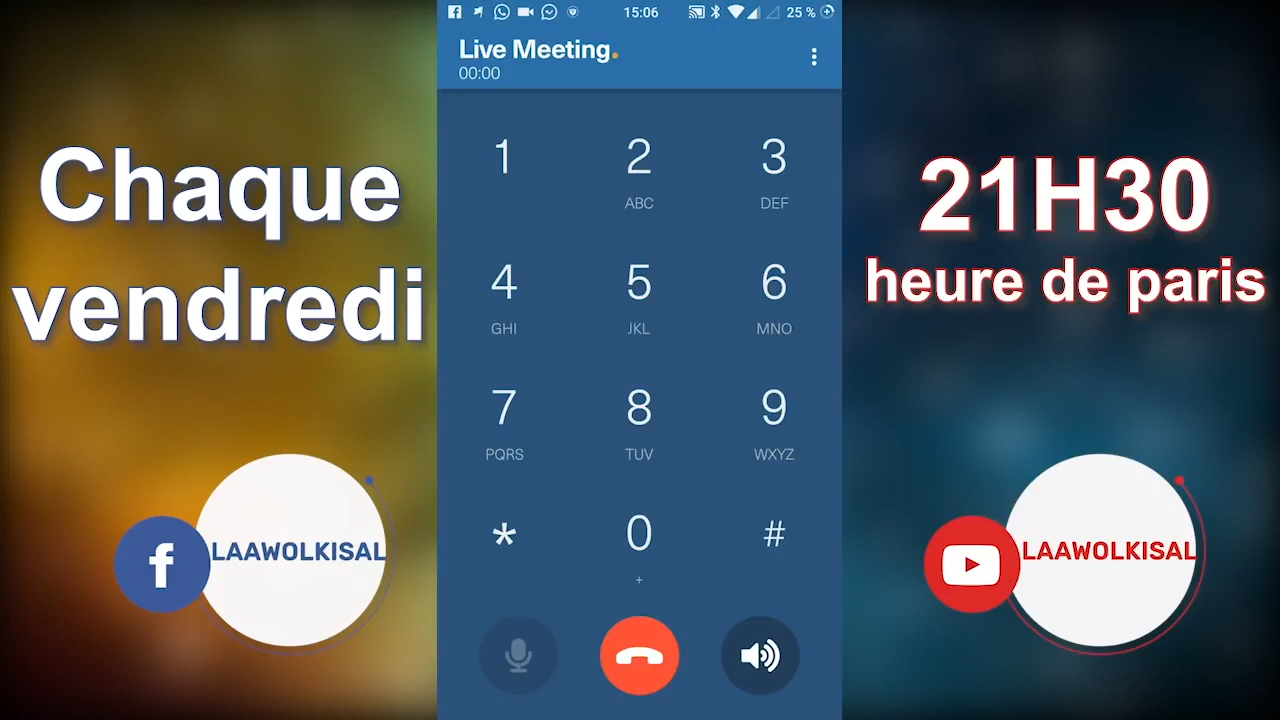 15:06
25 %
Live Meeting.
00:00
Chaque
vendredi
21H30
heure de paris
1
2
ABC
3
DEF
4
GHI
5
JKL
6
MNO
7
PQRS
8
TUV
9
WXYZ
*
0
+
#
f
LAAWOLKISAL
LAAWOLKISAL